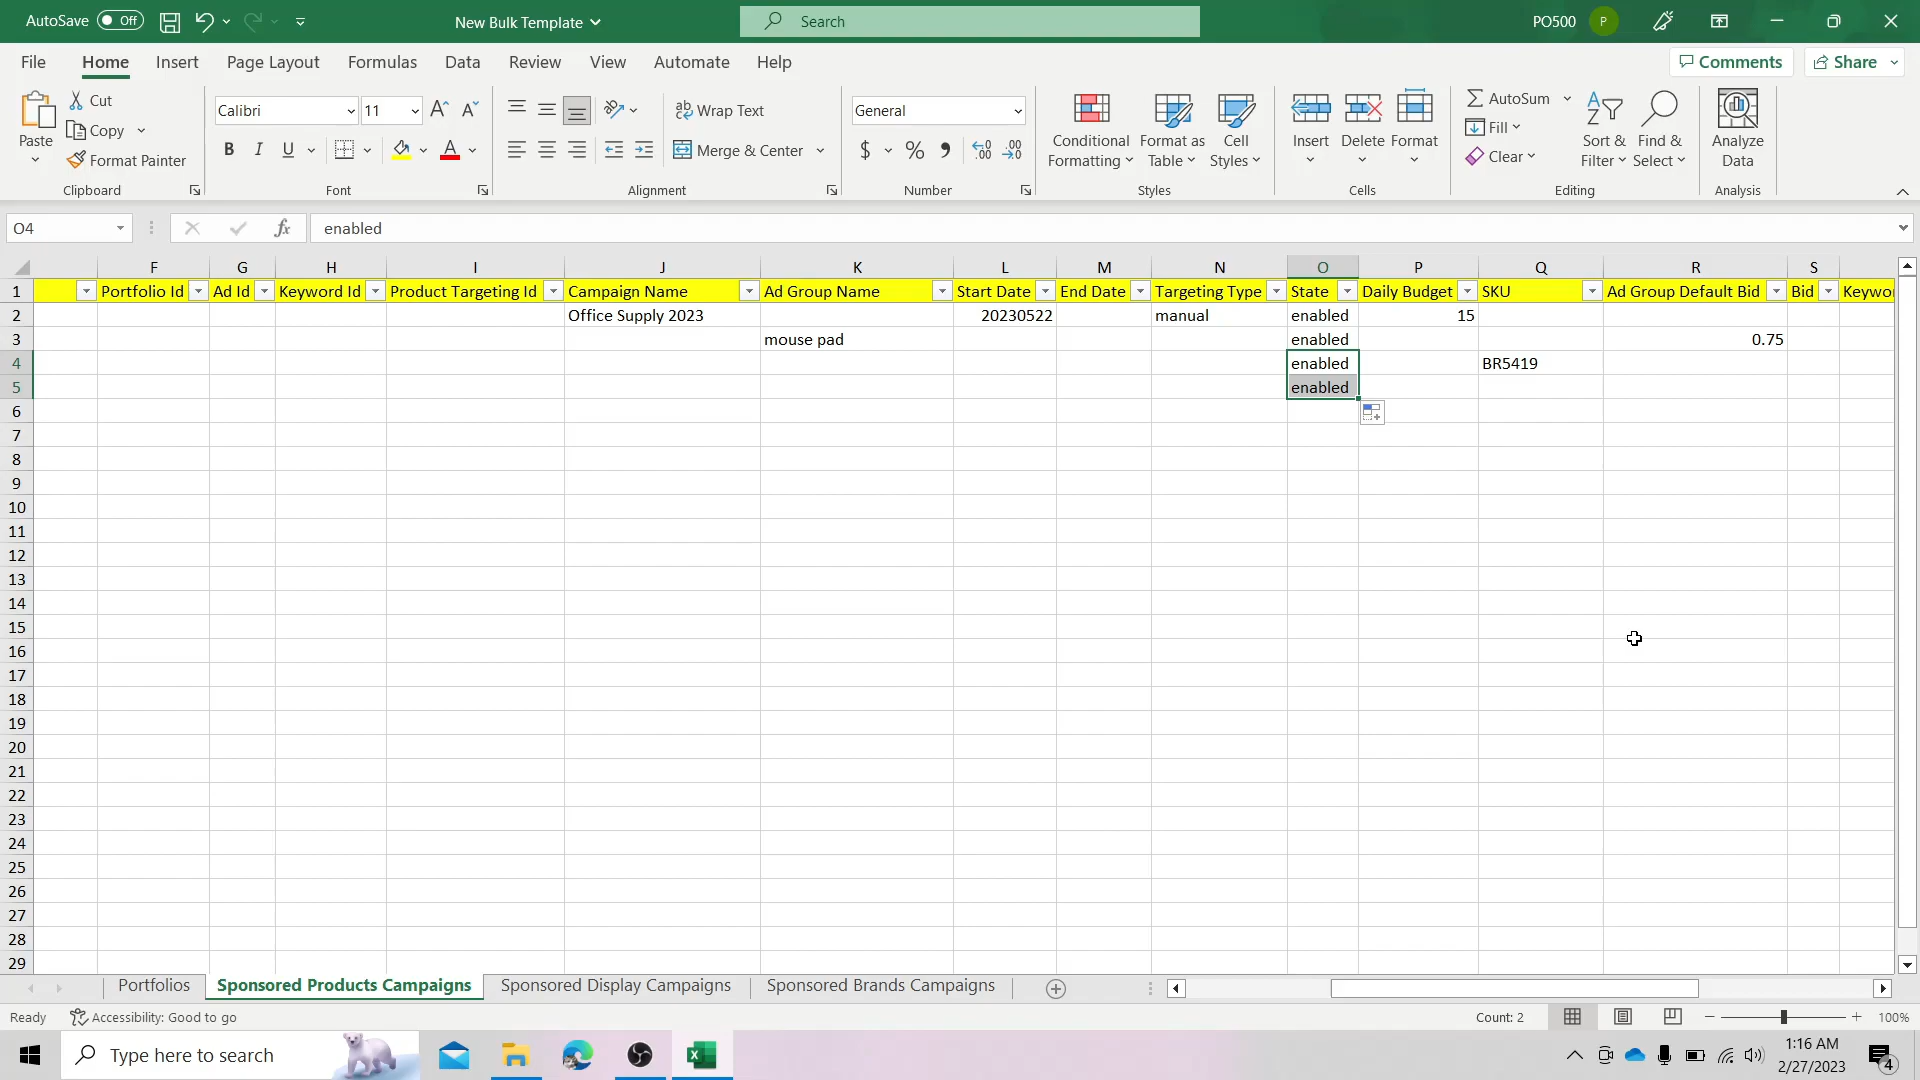 AutoSave Off New Bulk Template Search PO500 P
File Home Insert Page Layout Formulas Data Review View Automate Help Comments Share
Paste Cut Copy Format Painter Clipboard
Calibri 11 B I U A Font
ab Wrap Text Merge & Center Alignment
General $ % Number
Conditional Formatting Format as Table Cell Styles Styles
Insert Delete Format Cells
AutoSum Fill Clear Sort & Filter Find & Select Editing
Analyze Data Analysis
O4 fx enabled
F G H I J K L M N O P Q R S
1 Portfolio Id Ad Id Keyword Id Product Targeting Id Campaign Name Ad Group Name Start Date End Date Targeting Type State Daily Budget SKU Ad Group Default Bid Bid Keywor
2 Office Supply 2023 20230522 manual enabled 15
3 mouse pad enabled 0.75
4 enabled BR5419
5 enabled
6
7
8
9
10
11
12
13
14
15
16
17
18
19
20
21
22
23
24
25
26
27
28
29
Portfolios Sponsored Products Campaigns Sponsored Display Campaigns Sponsored Brands Campaigns
Ready Accessibility: Good to go Count: 2 100%
Type here to search 1:16 AM
2/27/2023 4